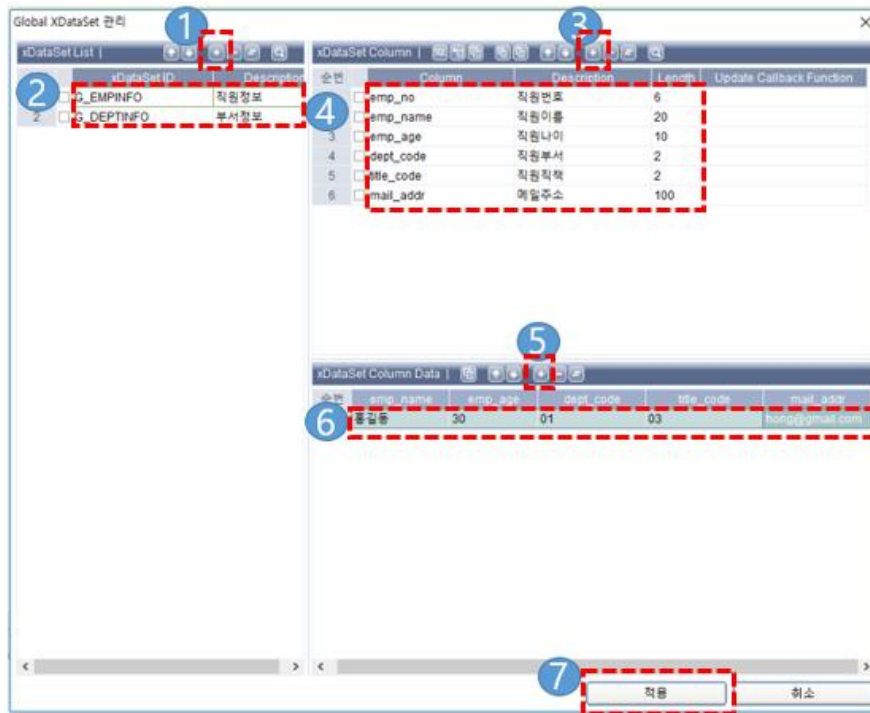 Global XDataSet 관리
1
3
xDataSet List |
xDataSet Column |
xDataSet ID Description
순번 Column Description Length Update Callback Function
2
G_EMPINFO 직원정보
2 G_DEPTINFO 부서정보
4
emp_no 직원번호 6
emp_name 직원이름 20
3 emp_age 직원나이 10
4 dept_code 직원부서 2
5 title_code 직원직책 2
6 mail_addr 메일주소 100
5
xDataSet Column Data |
순번 emp_name emp_age dept_code title_code mail_addr
6
홍길동 30 01 03 hong@gmail.com
7
적용 취소